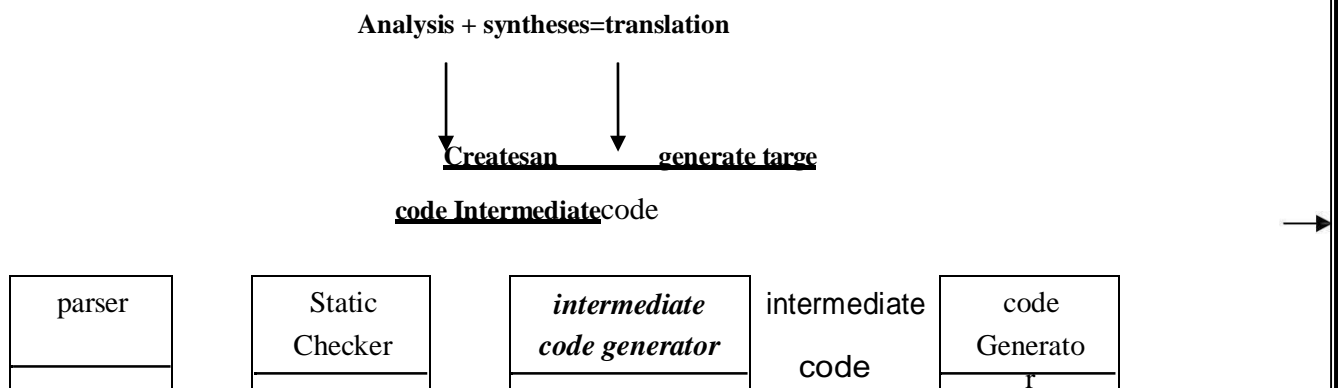 Analysis + syntheses=translation
Createsan generate targe
code Intermediatecode
parser
Static
Checker
intermediate
code generator
intermediate
code
code
Generato
r